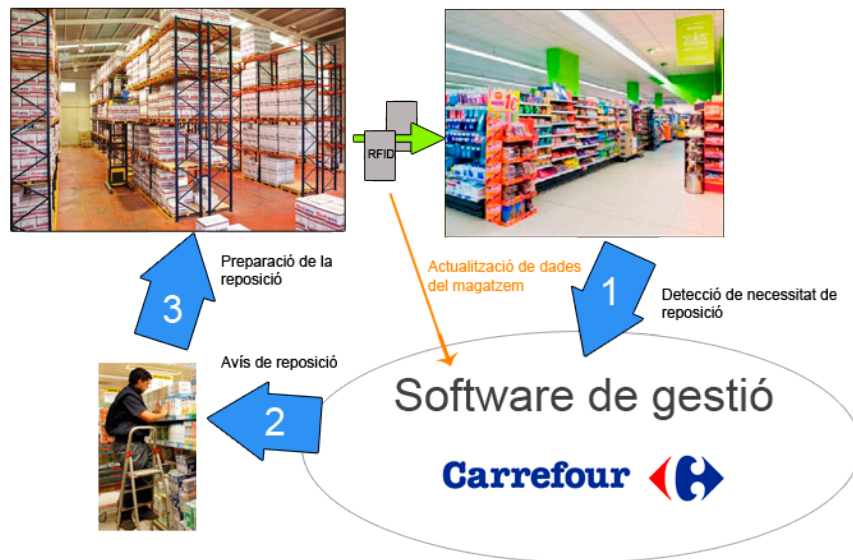 1€
RFID
Actualització de dades
del magatzem
1
Detecció de necessitat de
reposició
Preparació de la
reposició
3
Avís de reposició
2
Software de gestió
Carrefour